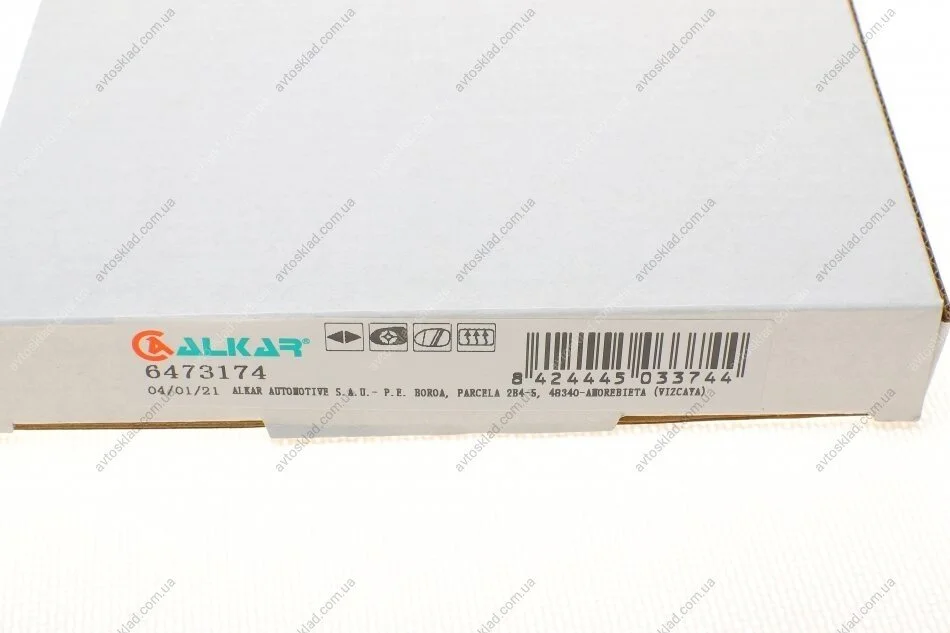 ALKAR®
6473174
8 424445 033744
04/01/21 ALKAR AUTOMOTIVE S.A.U.- P.E. BOROA, PARCELA 2B4-5, 48340-AMOREBIETA (VIZCAYA)
avtosklad.com.ua